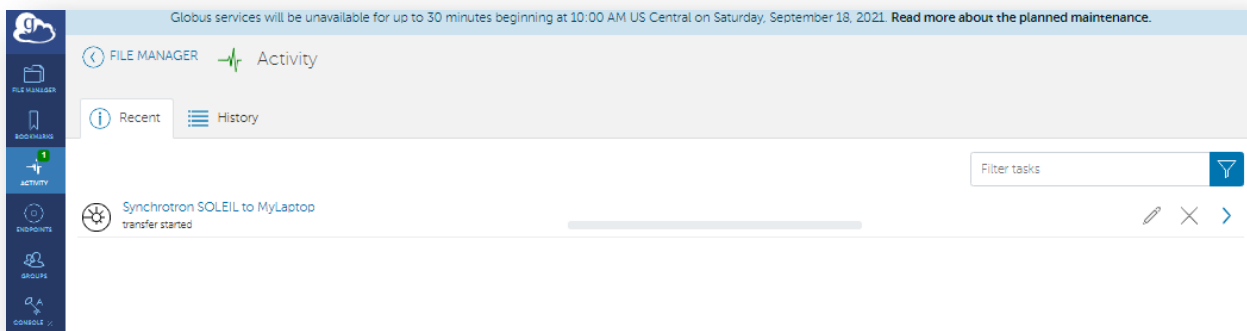 Globus services will be unavailable for up to 30 minutes beginning at 10:00 AM US Central on Saturday, September 18, 2021. Read more about the planned maintenance.
FILE MANAGER Activity
FILE MANAGER
Recent History
BOOKMARKS
1
ACTIVITY
Filter tasks
Synchrotron SOLEIL to MyLaptop
transfer started
ENDPOINTS
GROUPS
CONSOLE